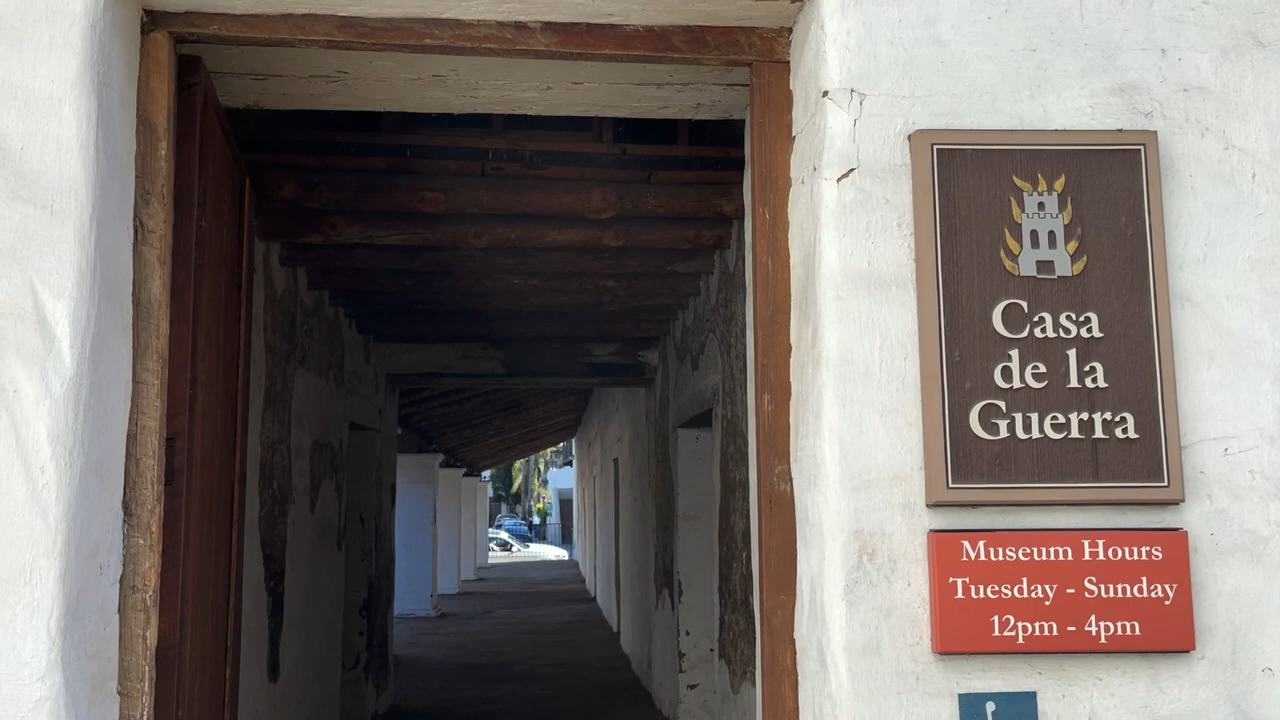 Casa
de la
Guerra
Museum Hours
Tuesday - Sunday
12pm - 4pm